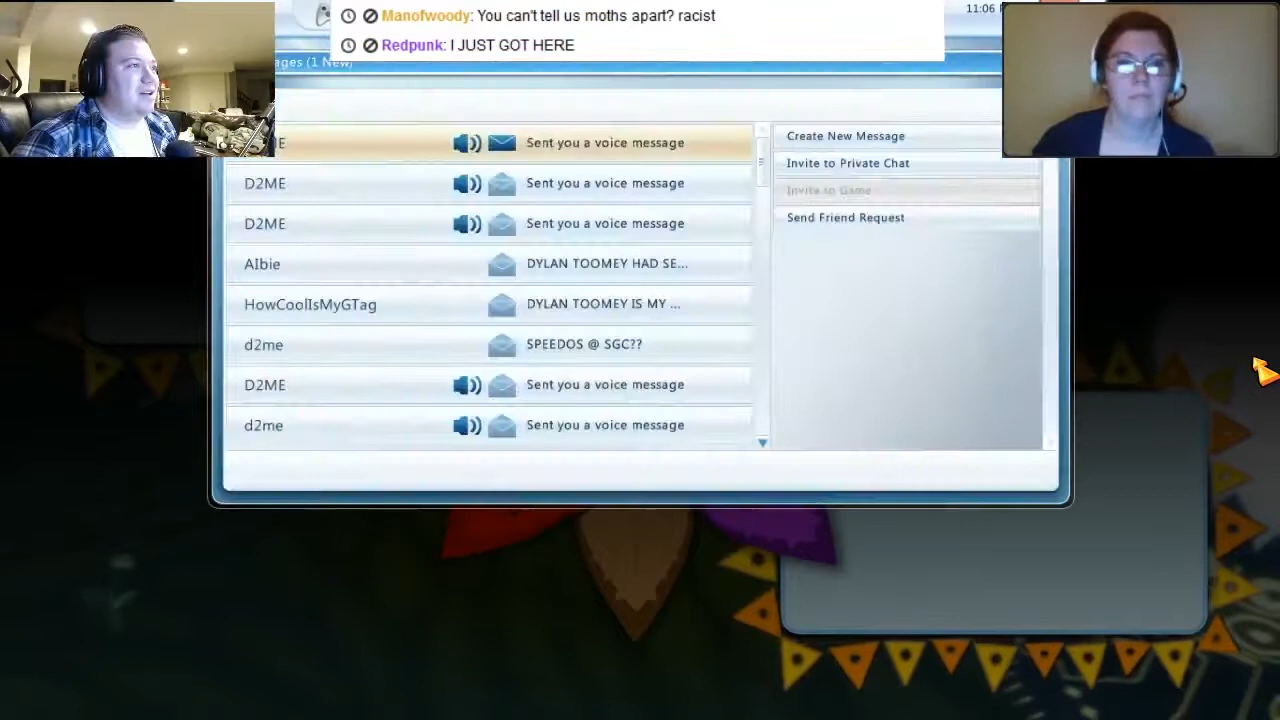 Manofwoody: You can't tell us moths apart? racist
11:06
Redpunk: I JUST GOT HERE
ages (1 New)
E Sent you a voice message
Create New Message
Invite to Private Chat
D2ME Sent you a voice message
Invite to Game
D2ME Sent you a voice message
Send Friend Request
AIbie DYLAN TOOMEY HAD SE...
HowCoolIsMyGTag DYLAN TOOMEY IS MY ...
d2me SPEEDOS @ SGC??
D2ME Sent you a voice message
d2me Sent you a voice message